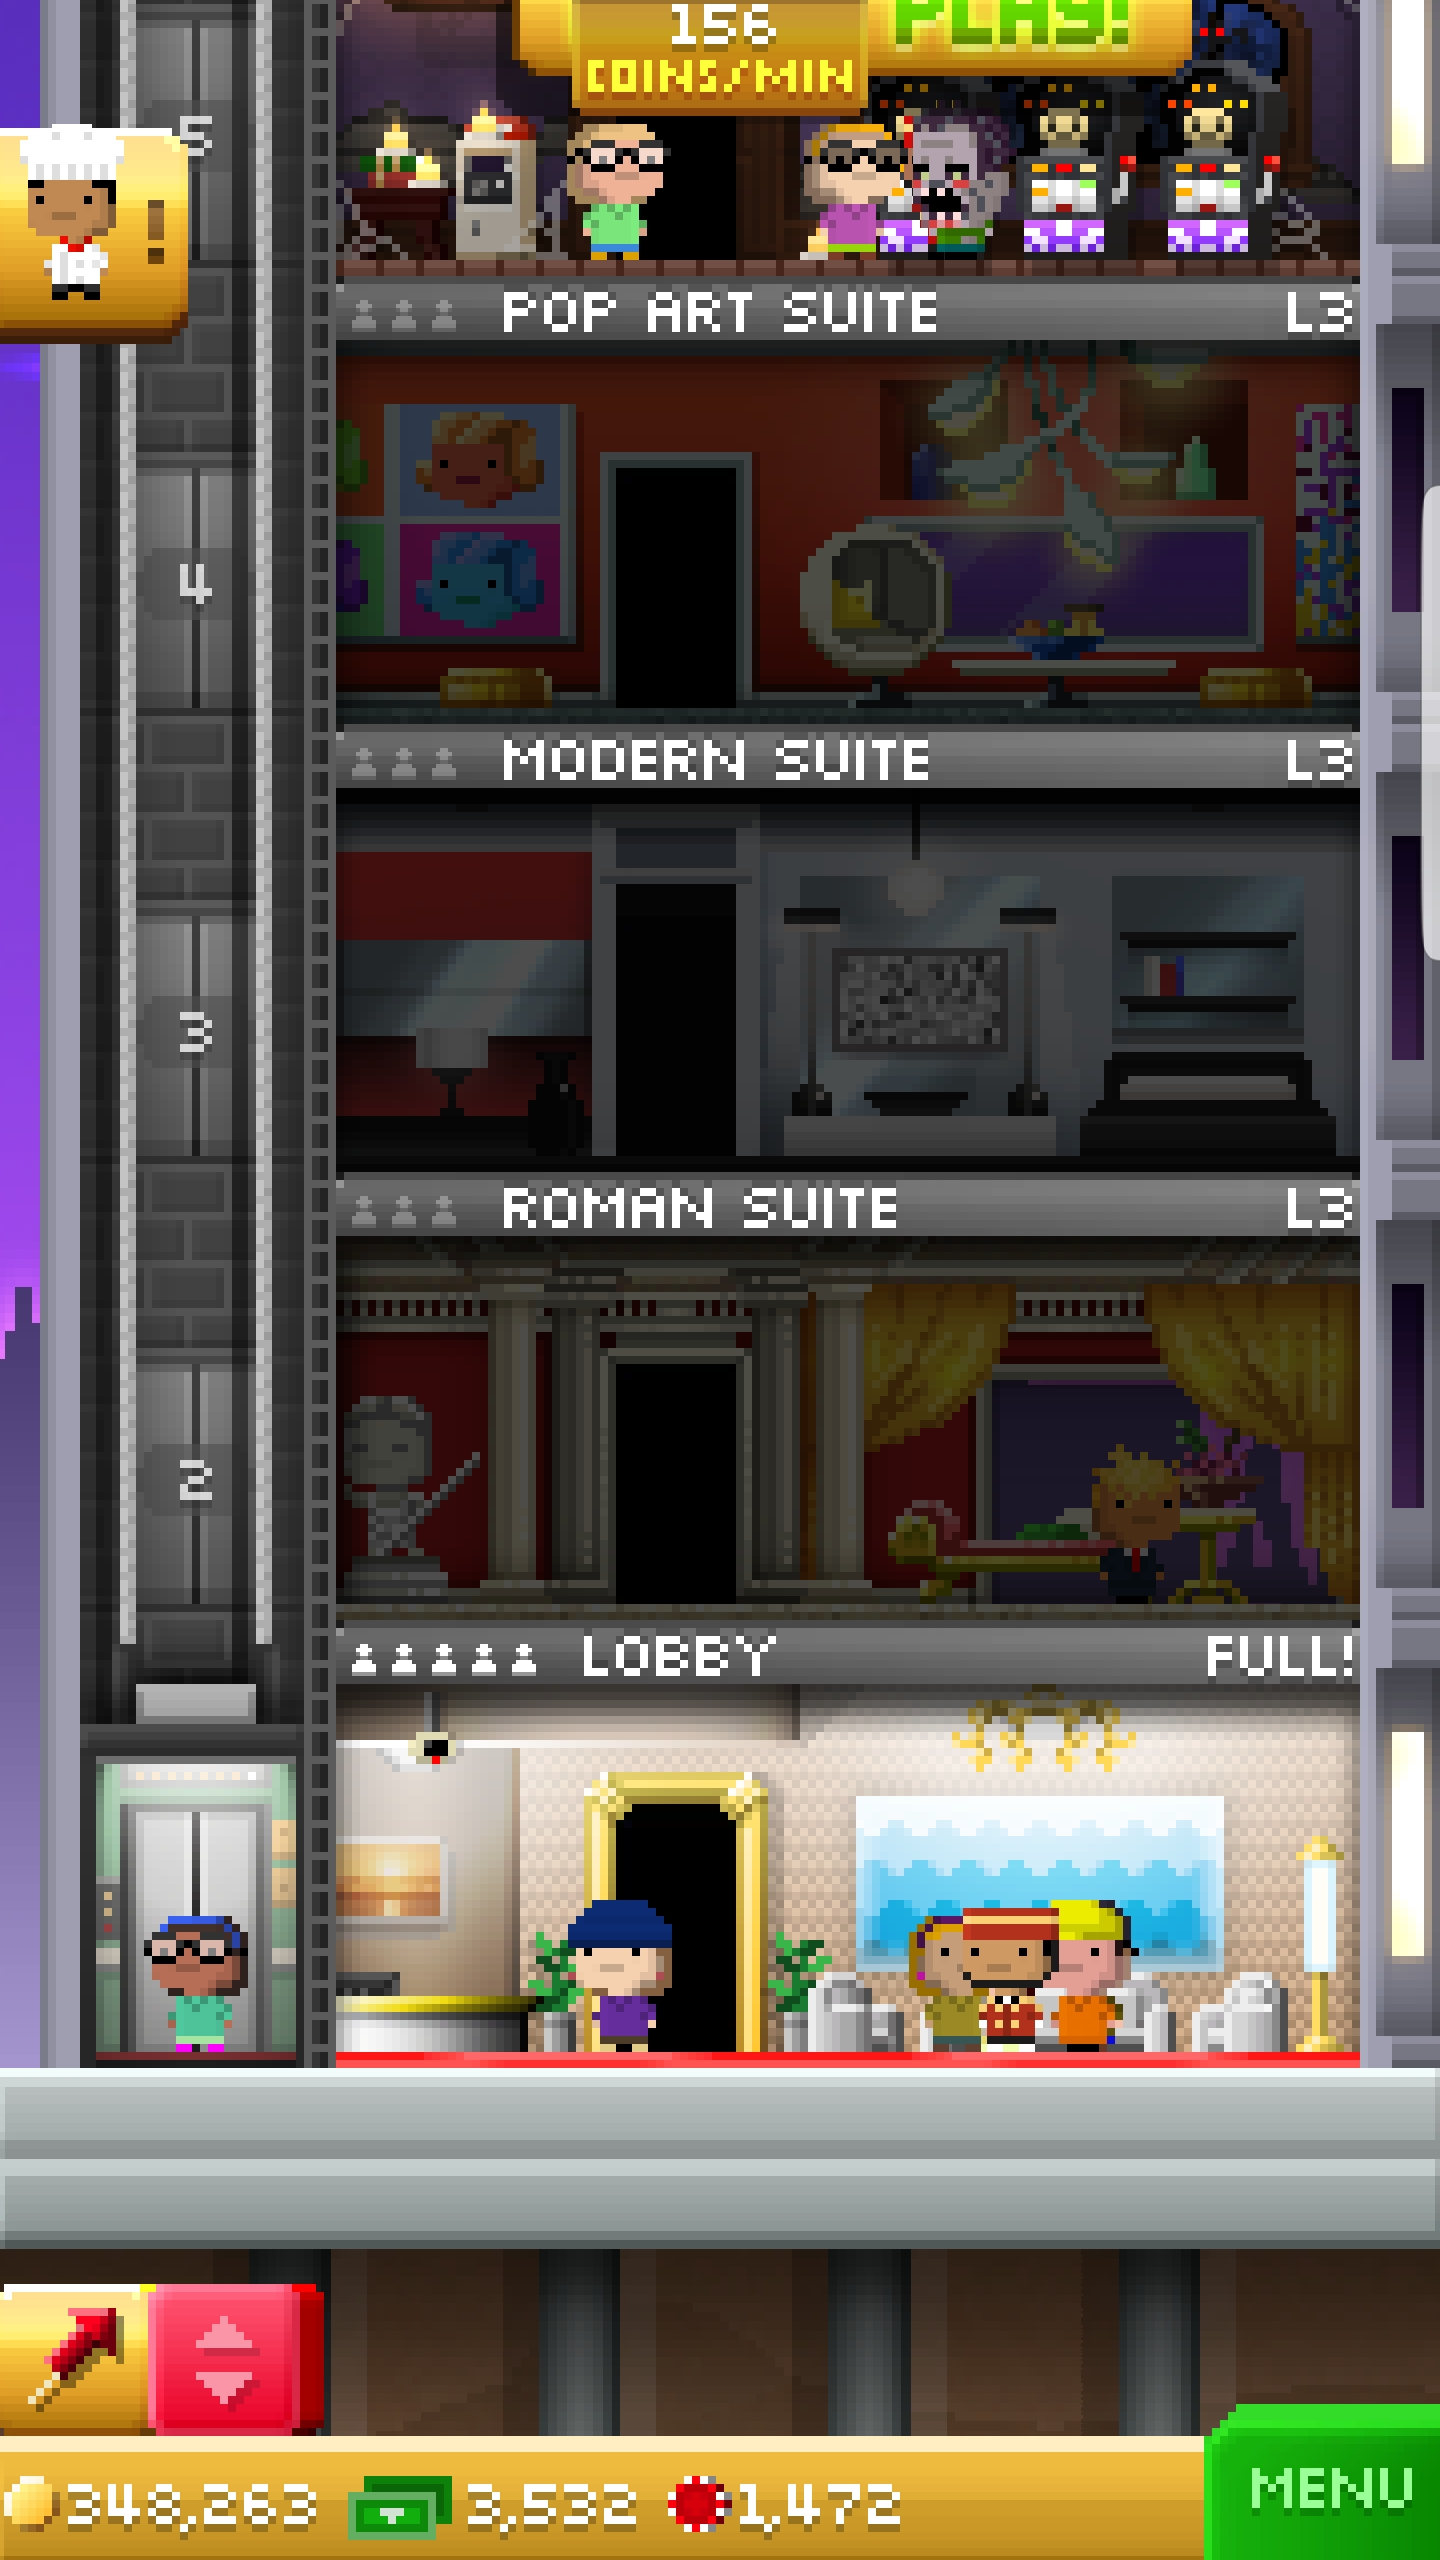 156
PLAY!
COINS/MIN
5
!
POP ART SUITE L3
4
MODERN SUITE L3
3
ROMAN SUITE L3
2
LOBBY FULL!
348,263 3,532 1,472
MENU